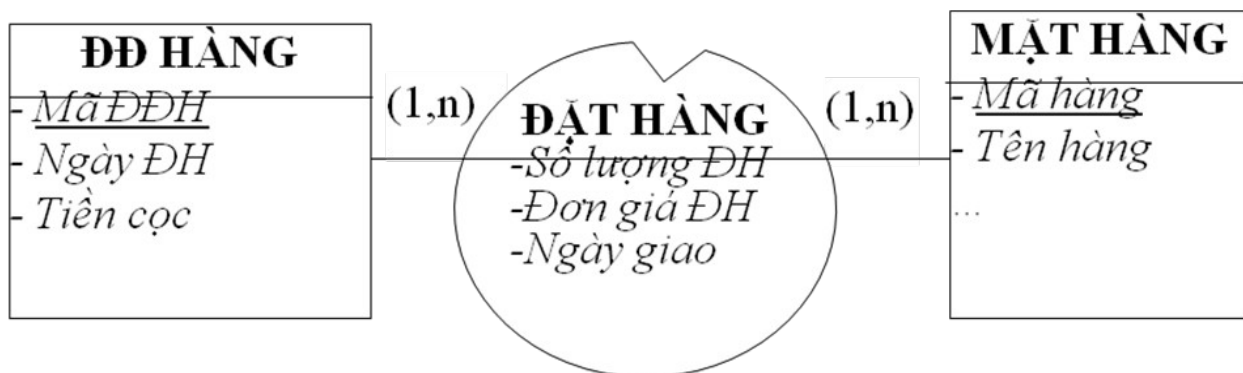 ĐĐ HÀNG
- Mã ĐĐH
- Ngày ĐH
- Tiền cọc
(1,n)
ĐẶT HÀNG
-Số lượng ĐH
-Đơn giá ĐH
-Ngày giao
(1,n)
MẶT HÀNG
- Mã hàng
- Tên hàng
...